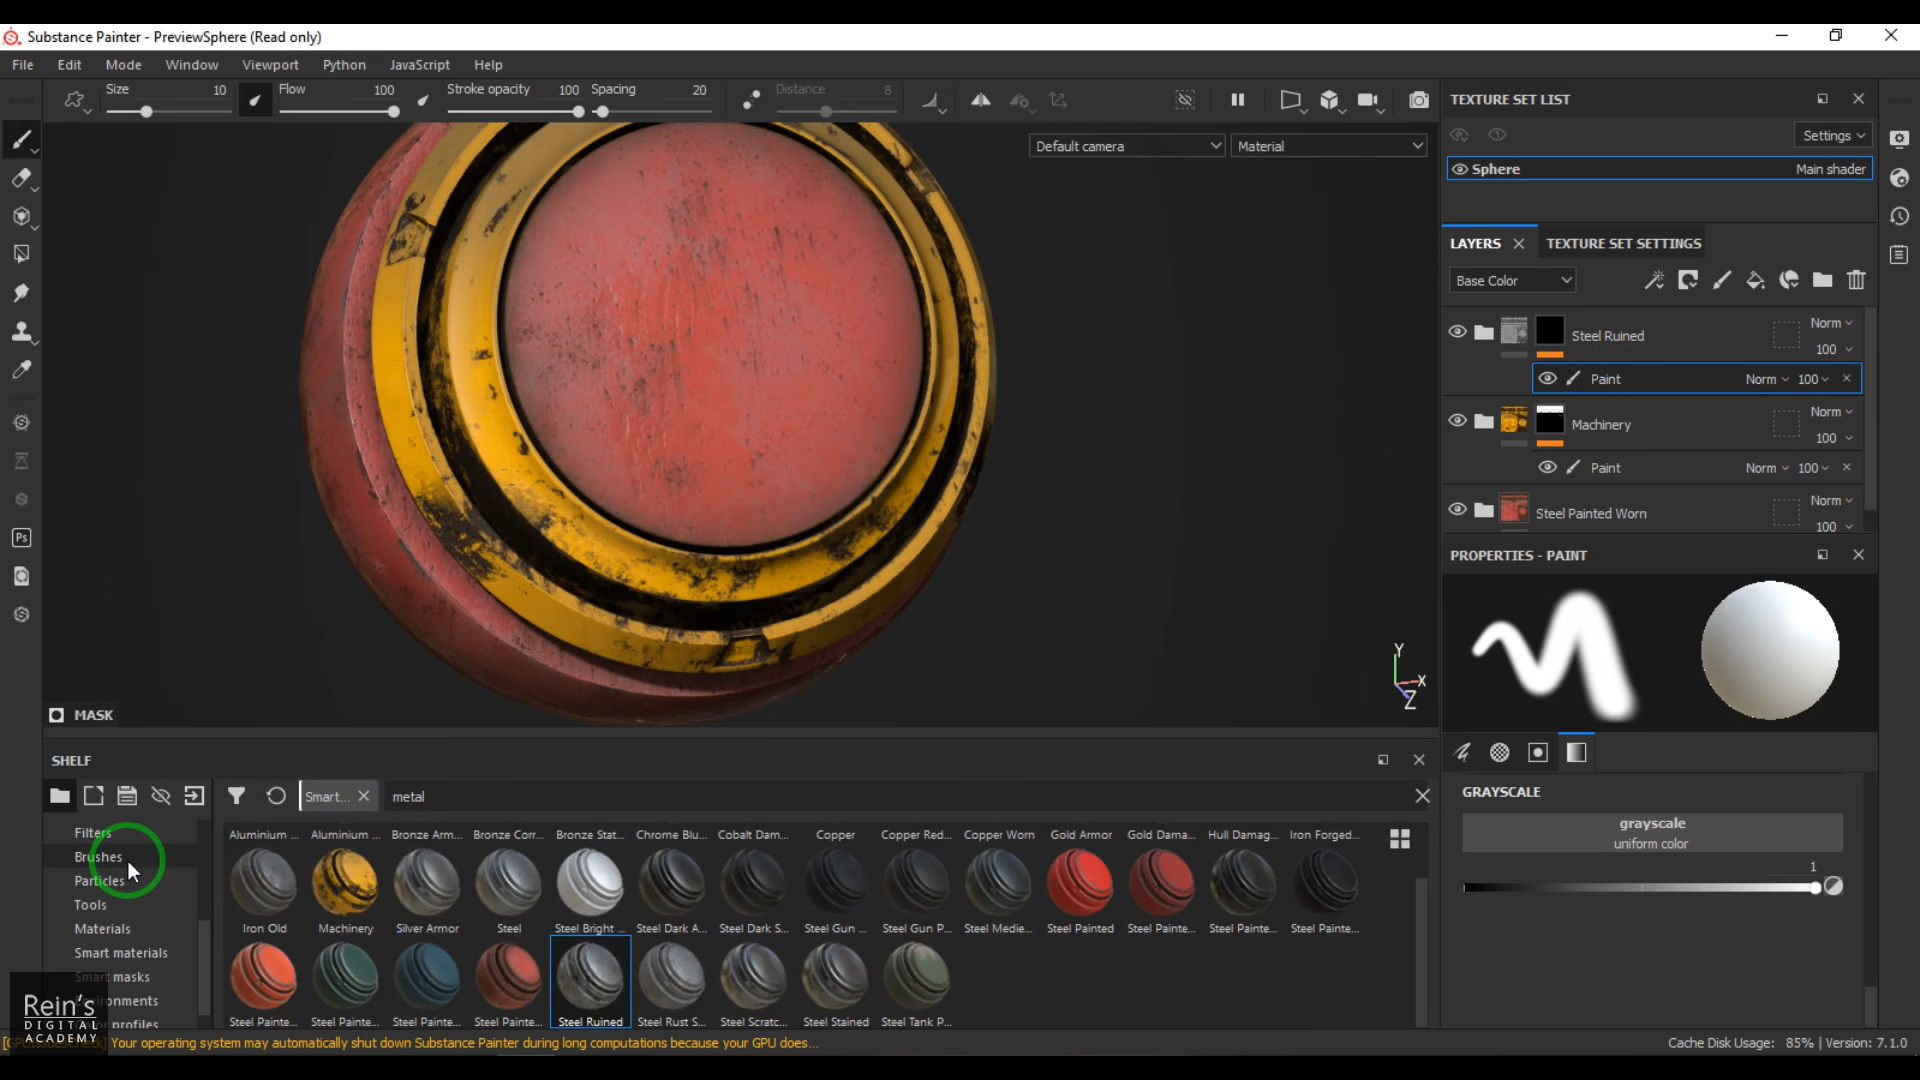 Substance Painter - PreviewSphere (Read only)
File Edit Mode Window Viewport Python JavaScript Help
Size 10 Flow 100 Stroke opacity 100 Spacing 20 Distance 8
Default camera Material
MASK
Y
X
Z
TEXTURE SET LIST
Settings
Sphere Main shader
LAYERS TEXTURE SET SETTINGS
Base Color
Norm
Steel Ruined
100
Paint Norm 100
Norm
Machinery
100
Paint Norm 100
Norm
Steel Painted Worn
100
PROPERTIES - PAINT
GRAYSCALE
grayscale
uniform color
1
SHELF
Smart... metal
Filters
Brushes
Particles
Tools
Materials
Smart materials
Smart masks
profiles
Aluminium ... Aluminium ... Bronze Arm... Bronze Corr... Bronze Stat... Chrome Blu... Cobalt Dam... Copper Copper Red... Copper Worn Gold Armor Gold Dama... Hull Damag... Iron Forged...
Iron Old Machinery Silver Armor Steel Steel Bright ... Steel Dark A... Steel Dark S... Steel Gun ... Steel Gun P... Steel Medie... Steel Painted Steel Painte... Steel Painte... Steel Painte...
Steel Painte... Steel Painte... Steel Painte... Steel Painte... Steel Ruined Steel Rust S... Steel Scratc... Steel Stained Steel Tank P...
Rein's
DIGITAL
ACADEMY
Your operating system may automatically shut down Substance Painter during long computations because your GPU does...
Cache Disk Usage: 85% | Version: 7.1.0
Ps